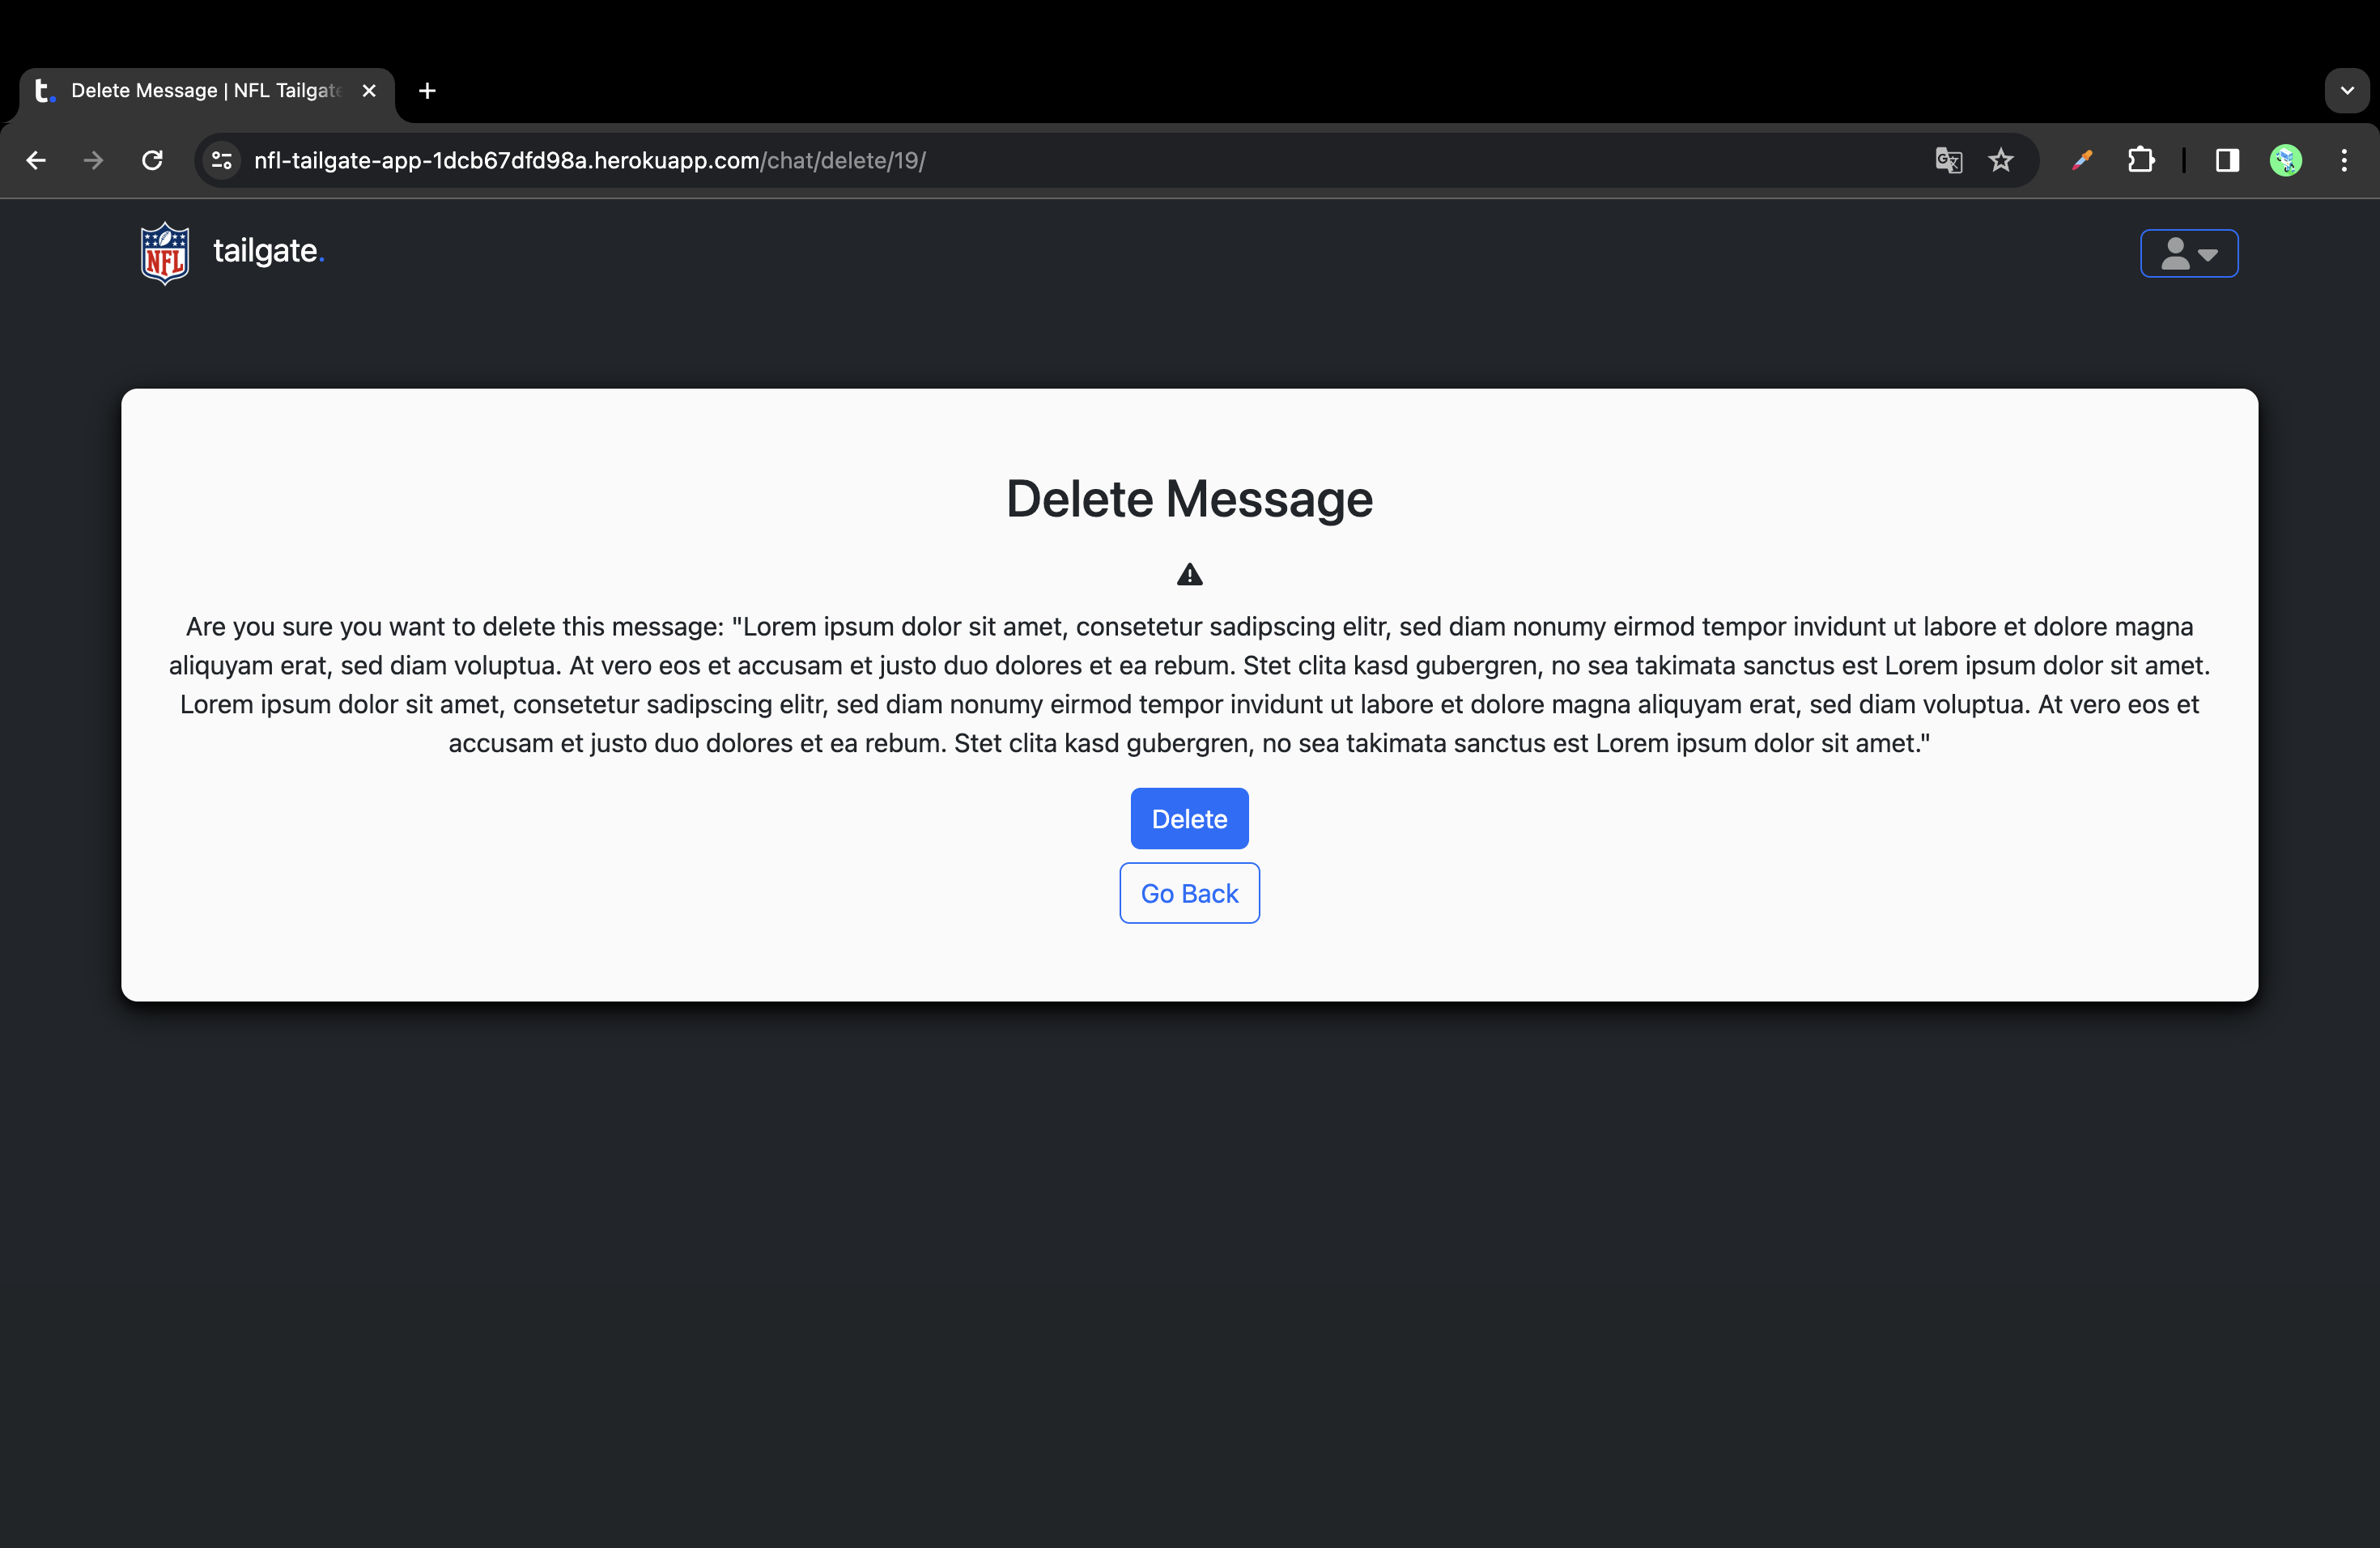 t.
Delete Message | NFL Tailgate
nfl-tailgate-app-1dcb67dfd98a.herokuapp.com/chat/delete/19/
NFL
tailgate.
Delete Message
Are you sure you want to delete this message: "Lorem ipsum dolor sit amet, consetetur sadipscing elitr, sed diam nonumy eirmod tempor invidunt ut labore et dolore magna
aliquyam erat, sed diam voluptua. At vero eos et accusam et justo duo dolores et ea rebum. Stet clita kasd gubergren, no sea takimata sanctus est Lorem ipsum dolor sit amet.
Lorem ipsum dolor sit amet, consetetur sadipscing elitr, sed diam nonumy eirmod tempor invidunt ut labore et dolore magna aliquyam erat, sed diam voluptua. At vero eos et
accusam et justo duo dolores et ea rebum. Stet clita kasd gubergren, no sea takimata sanctus est Lorem ipsum dolor sit amet."
Delete
Go Back